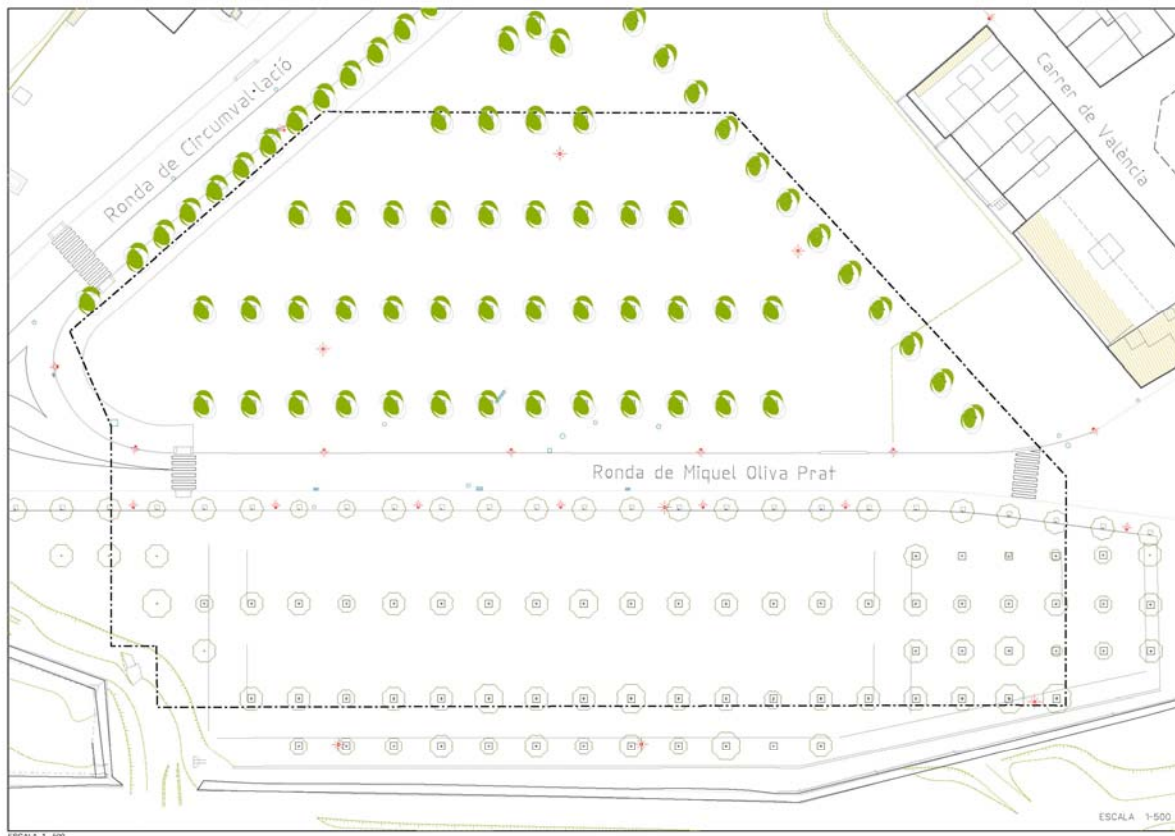 Ronda de Circumval·lació
Carrer de València
Ronda de Miquel Oliva Prat
ESCALA 1-500